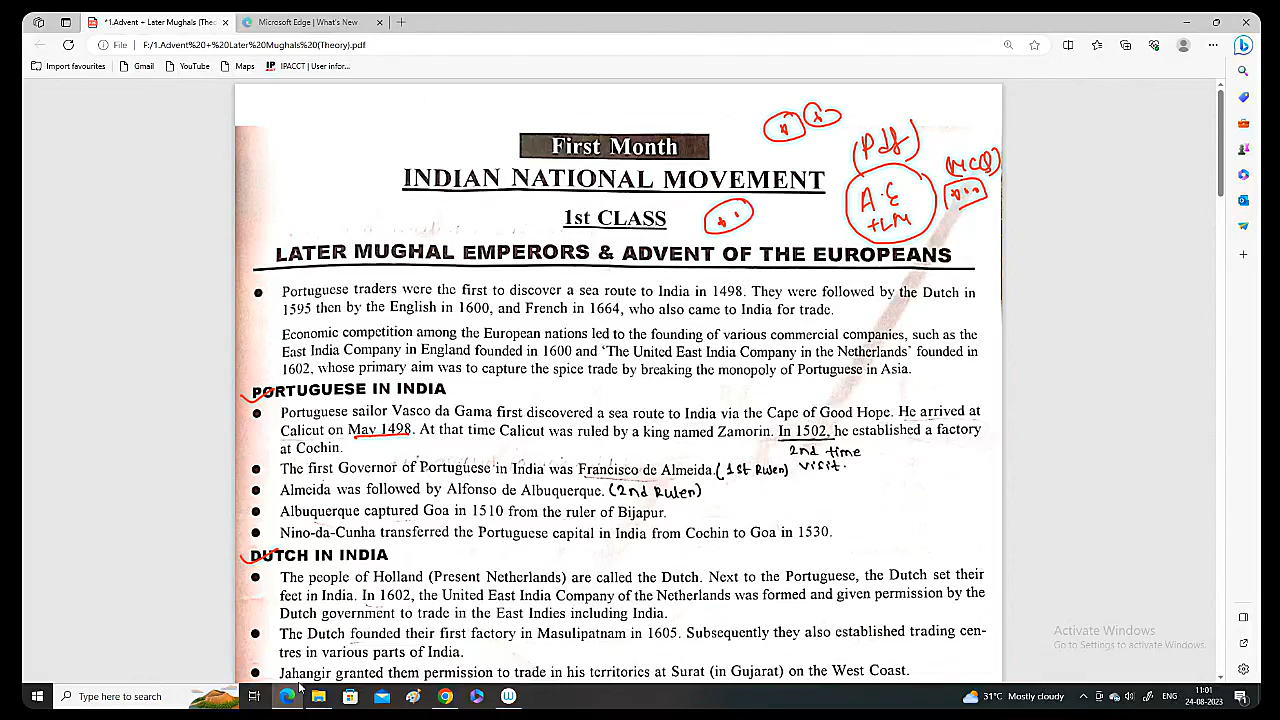 *1.Advent + Later Mughals (Theo
Microsoft Edge | What's New
File
F:/1.Advent%20+%20Later%20Mughals%20(Theory).pdf
Import favourites
Gmail
YouTube
Maps
IPACCT | User infor...
First Month
(Pdf)
(MCQ)
INDIAN NATIONAL MOVEMENT
A.E
+LM
1st CLASS
LATER MUGHAL EMPERORS & ADVENT OF THE EUROPEANS
Portuguese traders were the first to discover a sea route to India in 1498. They were followed by the Dutch in
1595 then by the English in 1600, and French in 1664, who also came to India for trade.
Economic competition among the European nations led to the founding of various commercial companies, such as the
East India Company in England founded in 1600 and 'The United East India Company in the Netherlands' founded in
1602, whose primary aim was to capture the spice trade by breaking the monopoly of Portuguese in Asia.
PORTUGUESE IN INDIA
Portuguese sailor Vasco da Gama first discovered a sea route to India via the Cape of Good Hope. He arrived at
Calicut on May 1498. At that time Calicut was ruled by a king named Zamorin. In 1502, he established a factory
at Cochin.
2nd time
visit.
The first Governor of Portuguese in India was Francisco de Almeida. (1st Ruler)
Almeida was followed by Alfonso de Albuquerque. (2nd Ruler)
Albuquerque captured Goa in 1510 from the ruler of Bijapur.
Nino-da-Cunha transferred the Portuguese capital in India from Cochin to Goa in 1530.
DUTCH IN INDIA
The people of Holland (Present Netherlands) are called the Dutch. Next to the Portuguese, the Dutch set their
feet in India. In 1602, the United East India Company of the Netherlands was formed and given permission by the
Dutch government to trade in the East Indies including India.
The Dutch founded their first factory in Masulipatnam in 1605. Subsequently they also established trading cen-
tres in various parts of India.
Jahangir granted them permission to trade in his territories at Surat (in Gujarat) on the West Coast.
Activate Windows
Go to Settings to activate Windows.
Type here to search
31°C Mostly cloudy
ENG
11:01
24-08-2023